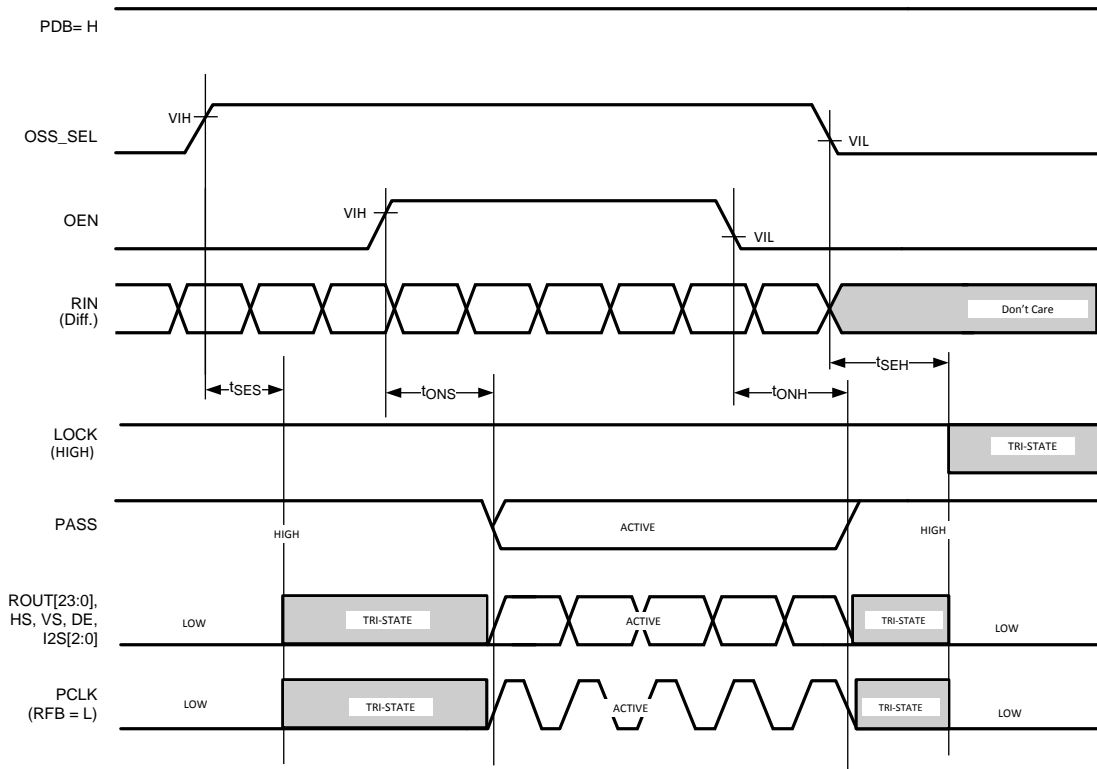 PDB= H
VIH
OSS_SEL
VIL
VIH
OEN
VIL
RIN
(Diff.)
Don't Care
tSES
tONS
tONH
tSEH
LOCK
(HIGH)
TRI-STATE
PASS
HIGH
ACTIVE
HIGH
ROUT[23:0],
HS, VS, DE,
I2S[2:0]
LOW
TRI-STATE
ACTIVE
TRI-STATE
LOW
PCLK
(RFB = L)
LOW
TRI-STATE
ACTIVE
TRI-STATE
LOW